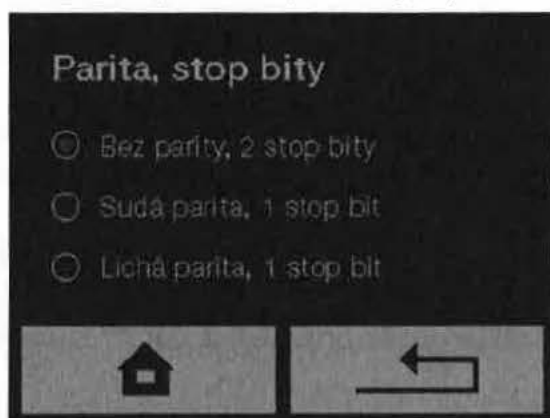 Parita, stop bity
Bez parity, 2 stop bity
Sudá parita, 1 stop bit
Lichá parita, 1 stop bit